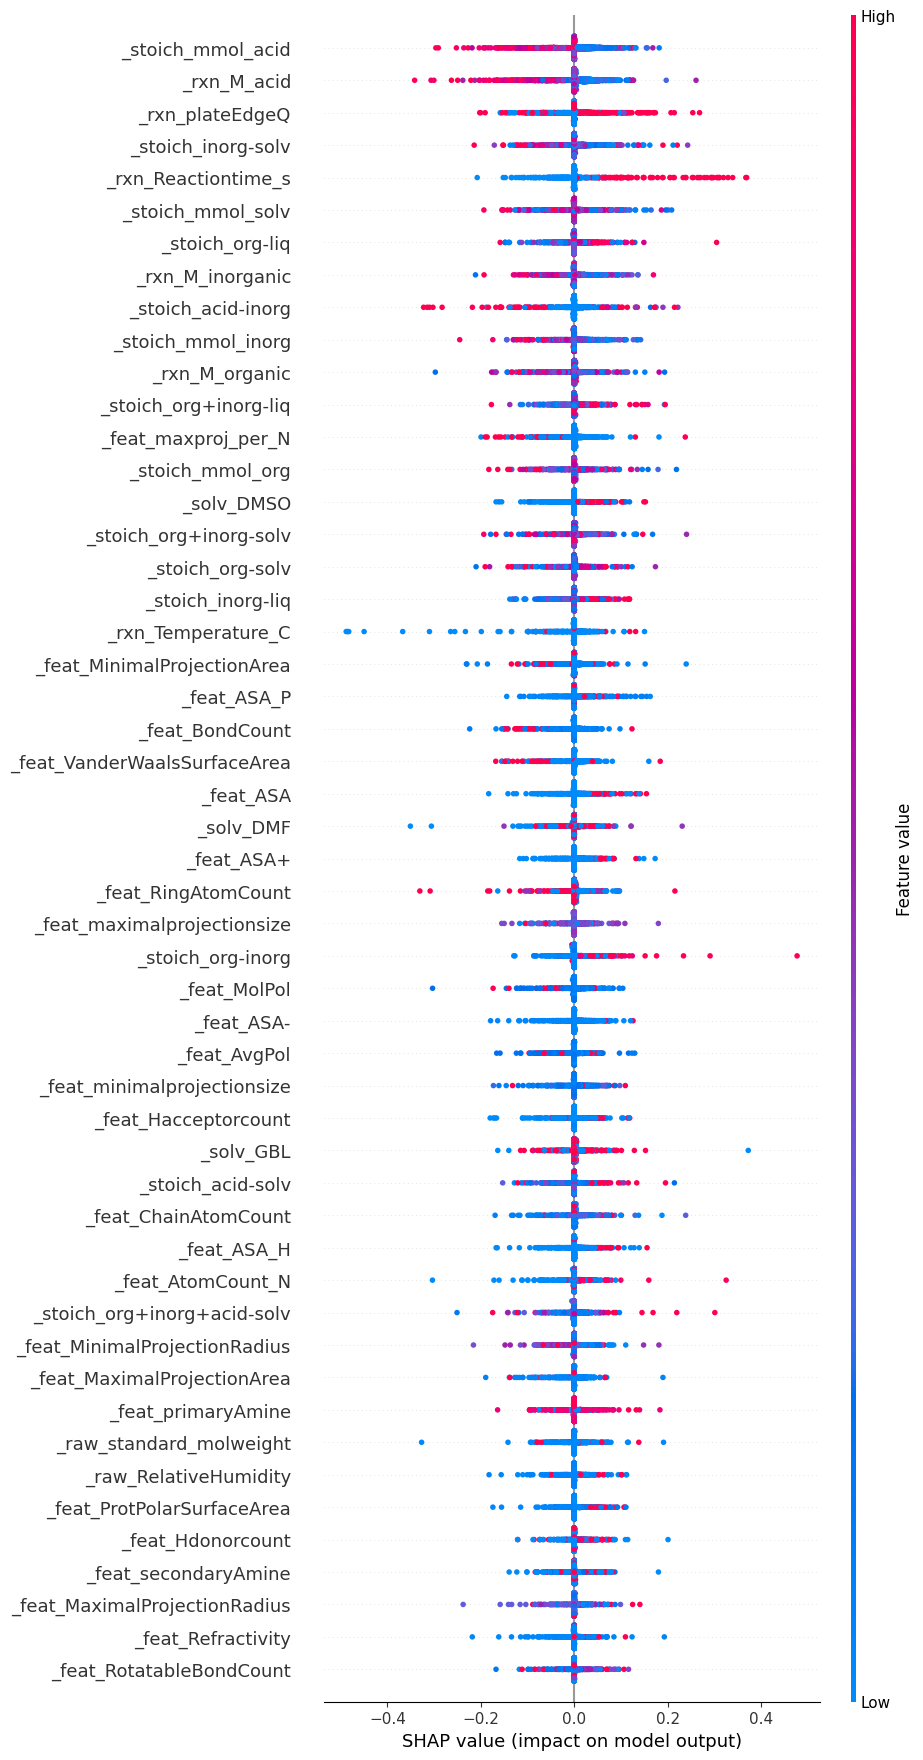 High
_stoich_mmol_acid
_rxn_M_acid
_rxn_plateEdgeQ
_stoich_inorg-solv
_rxn_Reactiontime_s
_stoich_mmol_solv
_stoich_org-liq
_rxn_M_inorganic
_stoich_acid-inorg
_stoich_mmol_inorg
_rxn_M_organic
_stoich_org+inorg-liq
_feat_maxproj_per_N
_stoich_mmol_org
_solv_DMSO
_stoich_org+inorg-solv
_stoich_org-solv
_stoich_inorg-liq
_rxn_Temperature_C
_feat_MinimalProjectionArea
_feat_ASA_P
_feat_BondCount
_feat_VanderWaalsSurfaceArea
_feat_ASA
_solv_DMF
_feat_ASA+
_feat_RingAtomCount
_feat_maximalprojectionsize
_stoich_org-inorg
_feat_MolPol
_feat_ASA-
_feat_AvgPol
_feat_minimalprojectionsize
_feat_Hacceptorcount
_solv_GBL
_stoich_acid-solv
_feat_ChainAtomCount
_feat_ASA_H
_feat_AtomCount_N
_stoich_org+inorg+acid-solv
_feat_MinimalProjectionRadius
_feat_MaximalProjectionArea
_feat_primaryAmine
_raw_standard_molweight
_raw_RelativeHumidity
_feat_ProtPolarSurfaceArea
_feat_Hdonorcount
_feat_secondaryAmine
_feat_MaximalProjectionRadius
_feat_Refractivity
_feat_RotatableBondCount
Feature value
Low
−0.4 −0.2 0.0 0.2 0.4
SHAP value (impact on model output)